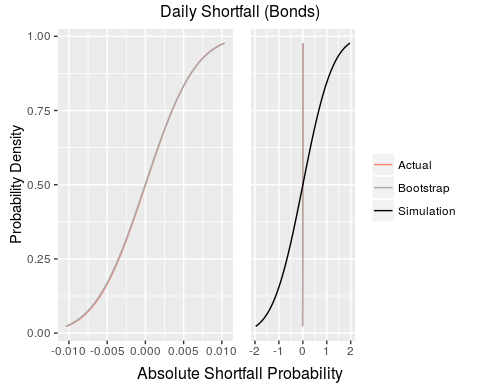 Daily Shortfall (Bonds)
Probability Density
1.00
0.75
0.50
0.25
0.00
-0.010 -0.005 0.000 0.005 0.010
-2 -1 0 1 2
Absolute Shortfall Probability
Actual
Bootstrap
Simulation